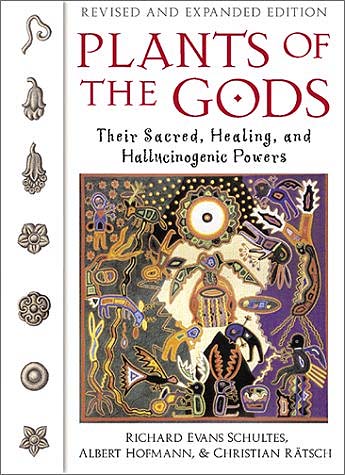 REVISED AND EXPANDED EDITION
PLANTS OF
THE GODS
Their Sacred, Healing, and
Hallucinogenic Powers
RICHARD EVANS SCHULTES,
ALBERT HOFMANN, & CHRISTIAN RÄTSCH